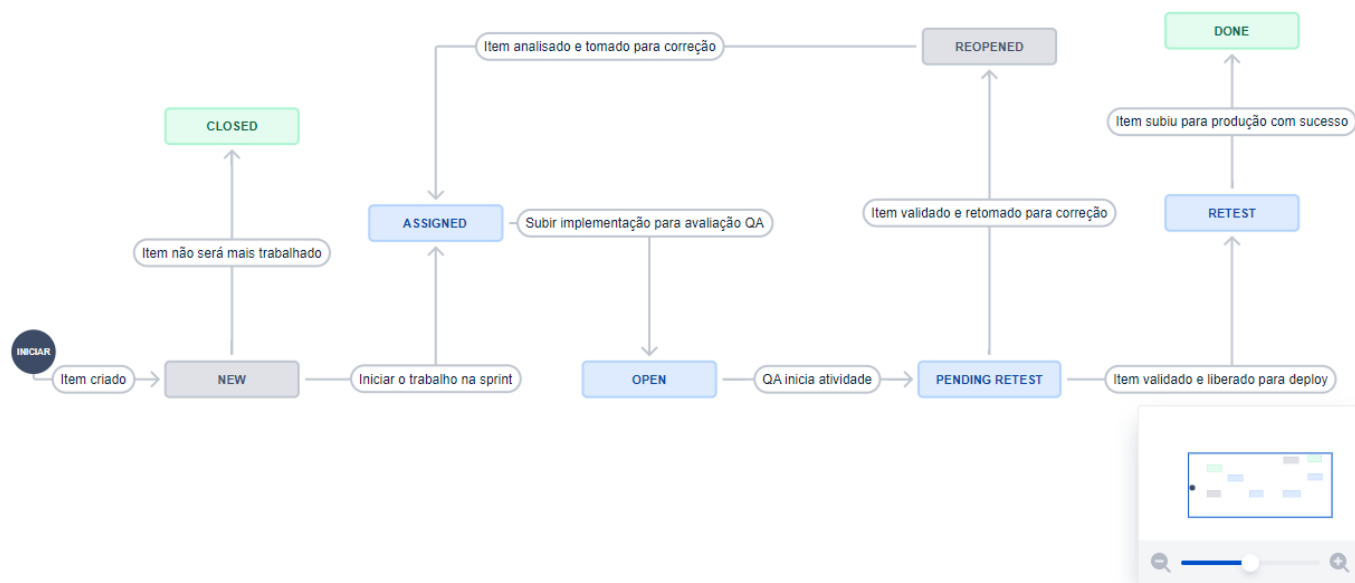 DONE
Item analisado e tomado para correção
REOPENED
Item subiu para produção com sucesso
CLOSED
ASSIGNED
Subir implementação para avaliação QA
Item validado e retomado para correção
RETEST
Item não será mais trabalhado
INICIAR
Item criado
NEW
Iniciar o trabalho na sprint
OPEN
QA inicia atividade
PENDING RETEST
Item validado e liberado para deploy